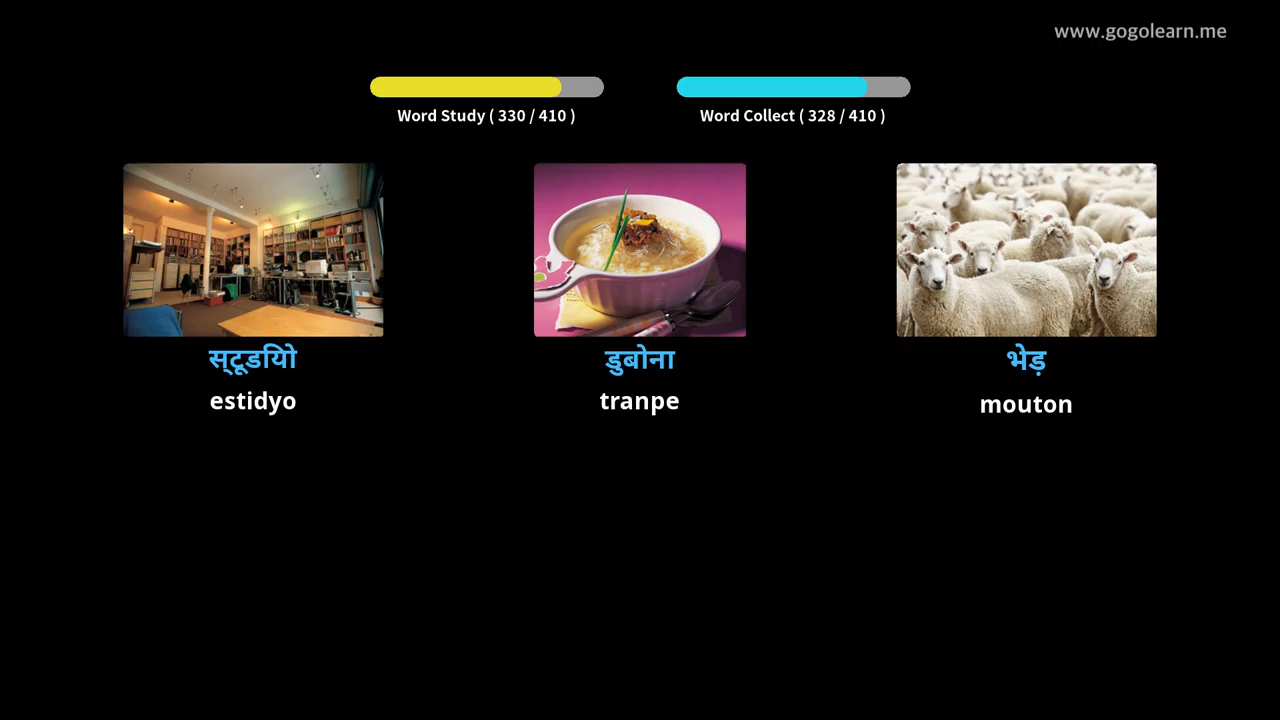 www.gogolearn.me
Word Study ( 330 / 410 )
Word Collect ( 328 / 410 )
स्टूडियो
डुबोना
भेड़
estidyo
tranpe
mouton